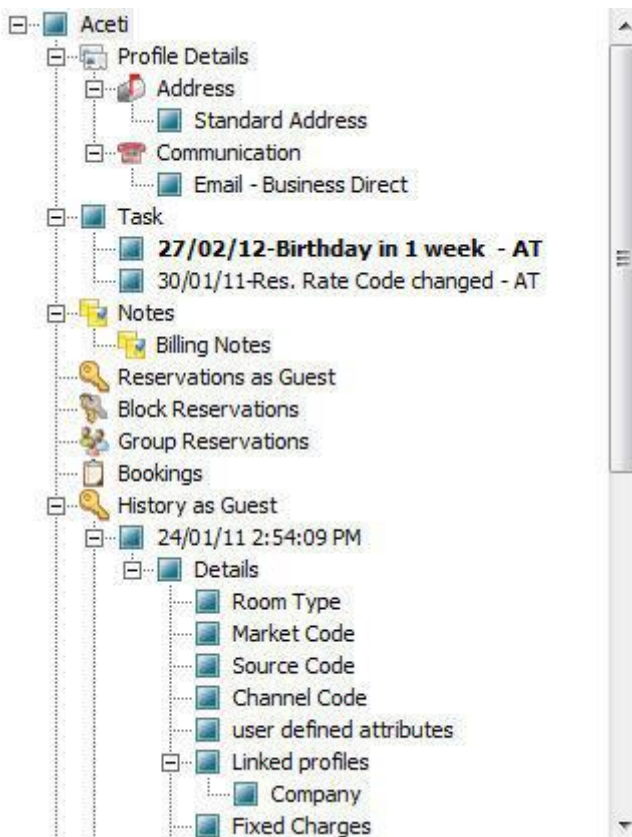 Aceti
Profile Details
Address
Standard Address
Communication
Email - Business Direct
Task
27/02/12-Birthday in 1 week - AT
30/01/11-Res. Rate Code changed - AT
Notes
Billing Notes
Reservations as Guest
Block Reservations
Group Reservations
Bookings
History as Guest
24/01/11 2:54:09 PM
Details
Room Type
Market Code
Source Code
Channel Code
user defined attributes
Linked profiles
Company
Fixed Charges